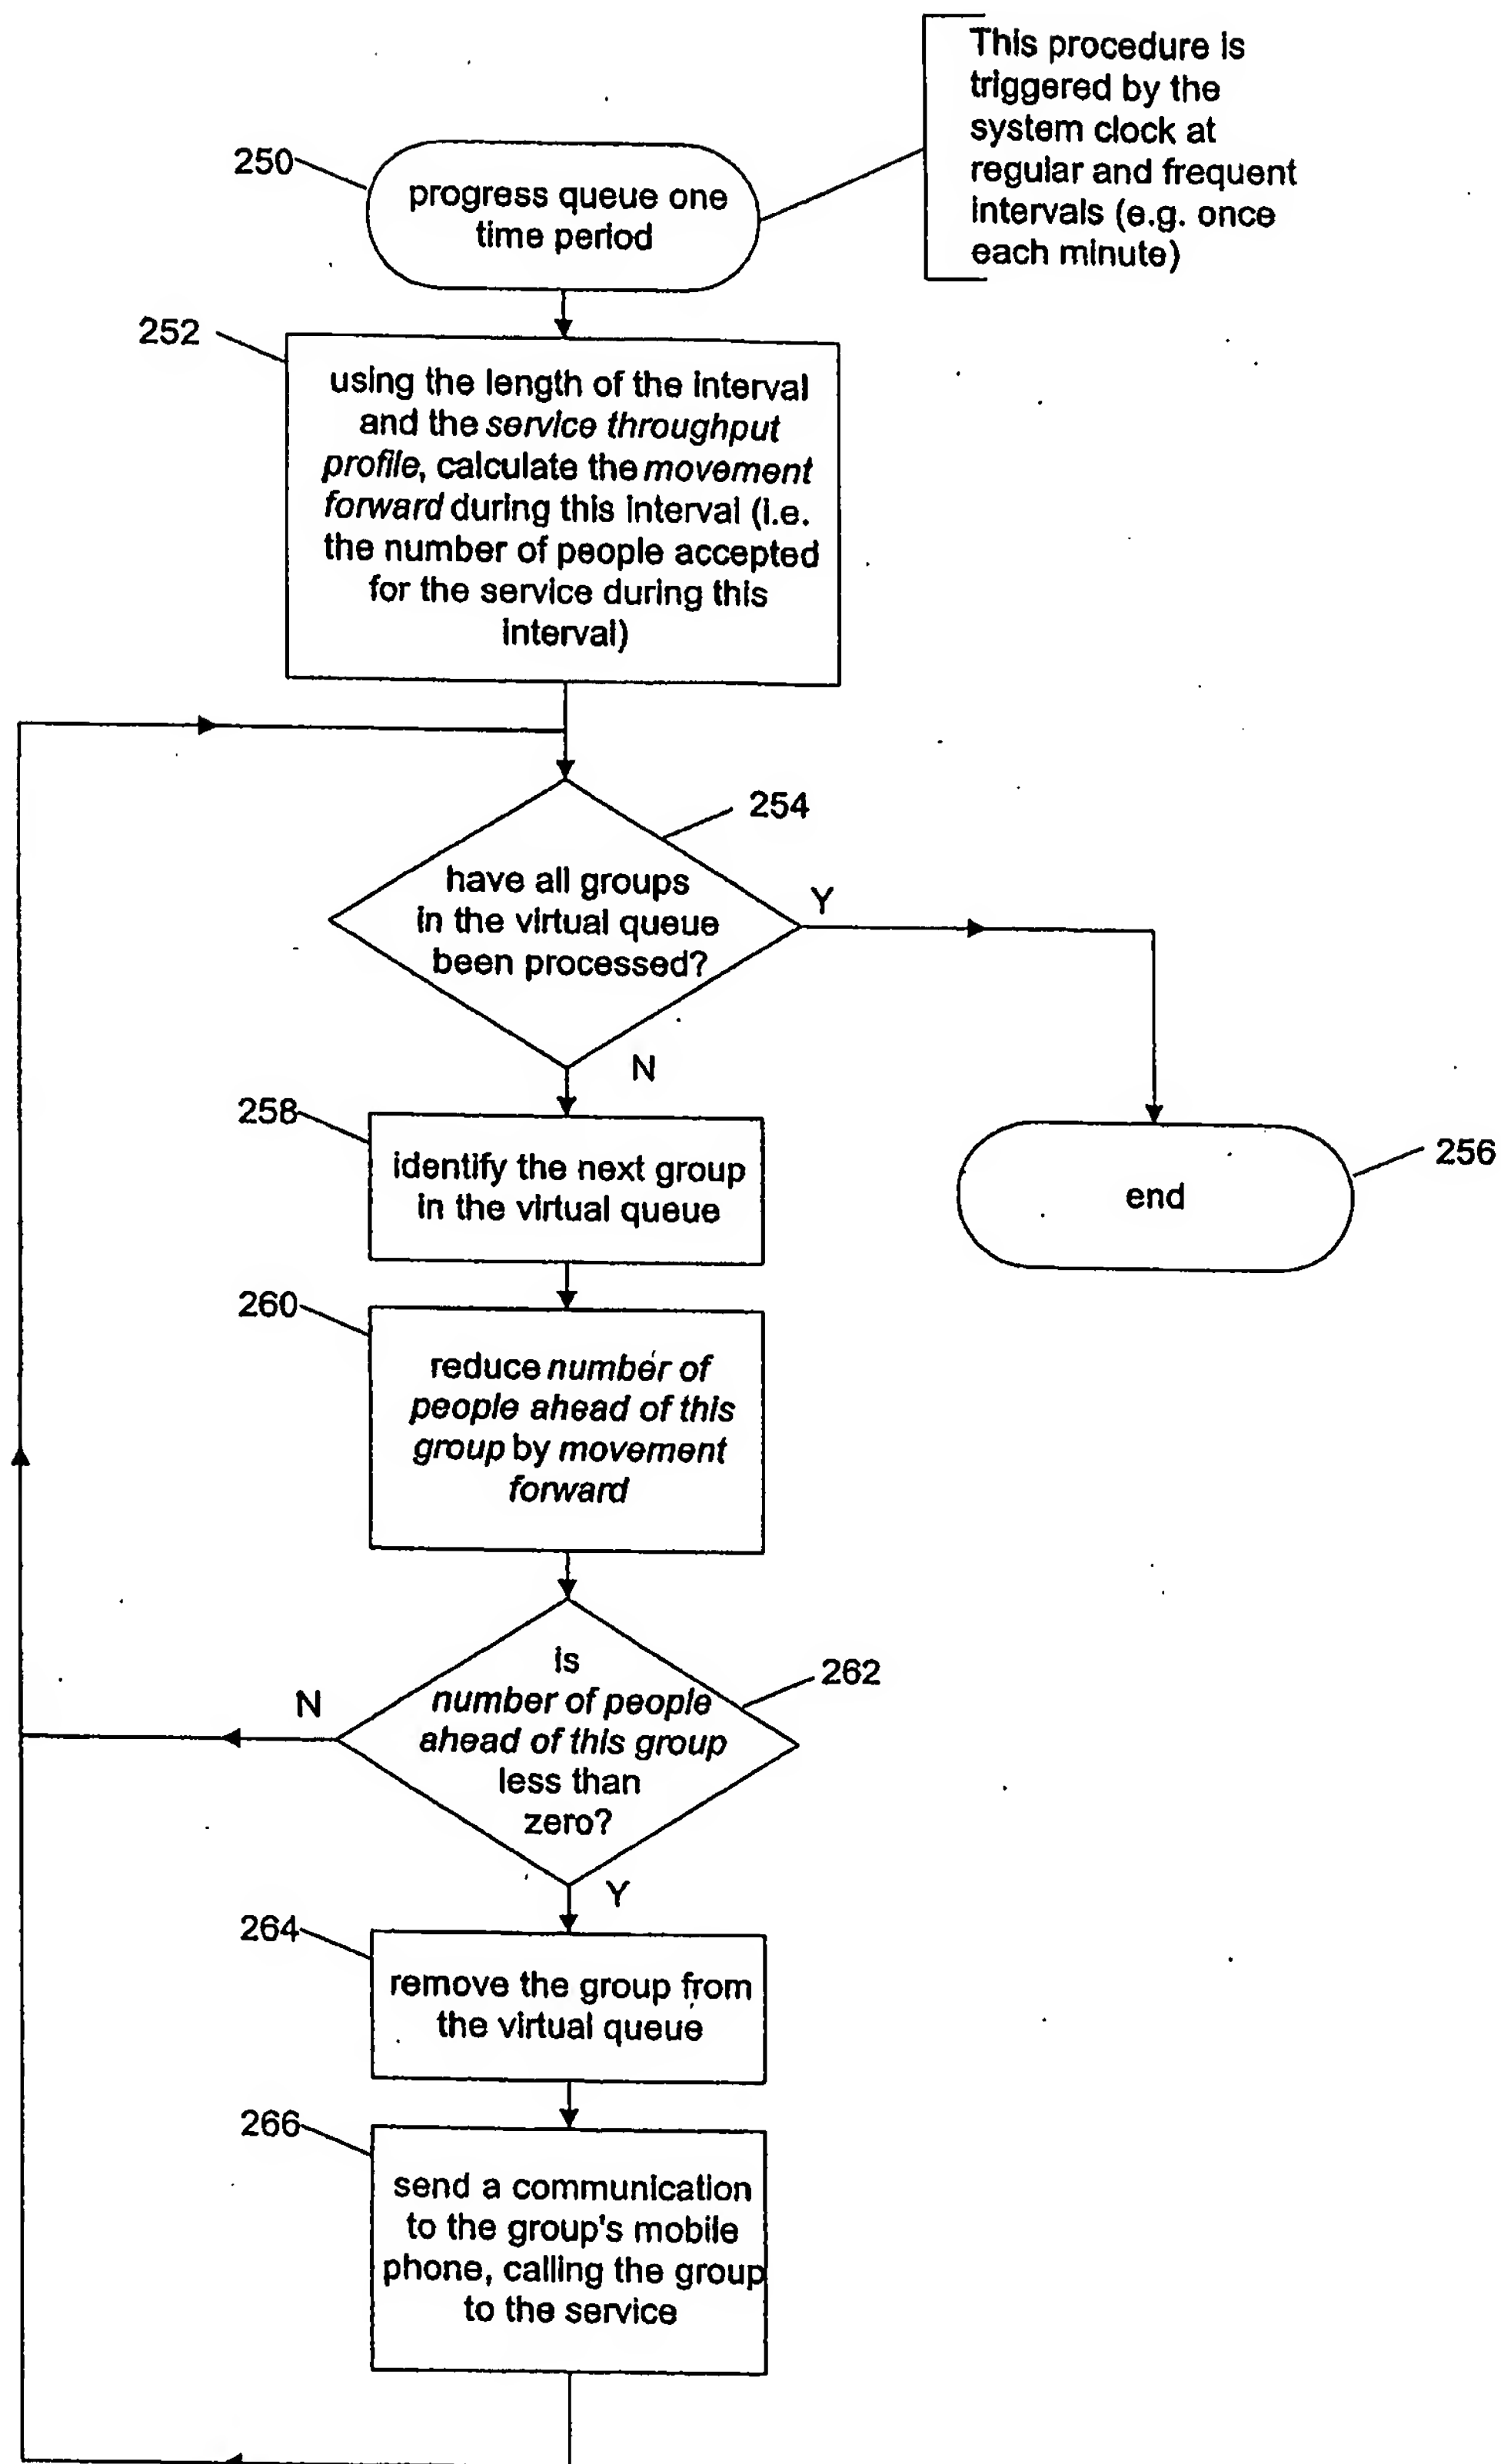 This procedure is
triggered by the
system clock at
regular and frequent
intervals (e.g. once
each minute)
250
progress queue one
time period
252
using the length of the interval
and the service throughput
profile, calculate the movement
forward during this interval (i.e.
the number of people accepted
for the service during this
interval)
254
have all groups
in the virtual queue
been processed?
Y
N
258
identify the next group
in the virtual queue
256
end
260
reduce number of
people ahead of this
group by movement
forward
262
is
number of people
ahead of this group
less than
zero?
N
Y
264
remove the group from
the virtual queue
266
send a communication
to the group's mobile
phone, calling the group
to the service